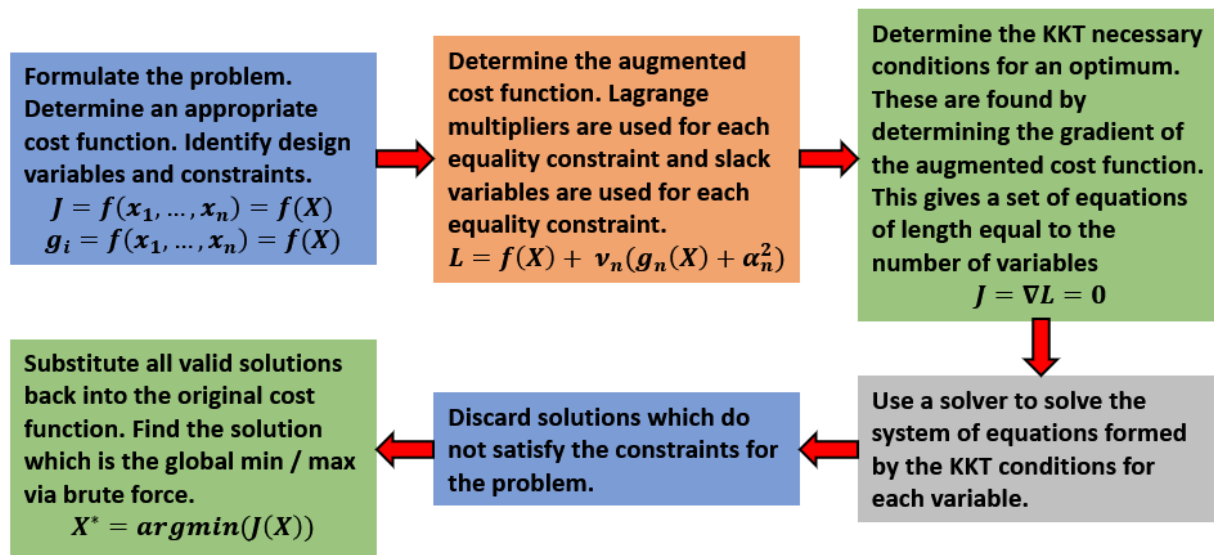 Formulate the problem.
Determine an appropriate
cost function. Identify design
variables and constraints.
J = f(x₁, …, xₙ) = f(X)
gᵢ = f(x₁, …, xₙ) = f(X)
Determine the augmented
cost function. Lagrange
multipliers are used for each
equality constraint and slack
variables are used for each
equality constraint.
L = f(X) + νₙ(gₙ(X) + αₙ²)
Determine the KKT necessary
conditions for an optimum.
These are found by
determining the gradient of
the augmented cost function.
This gives a set of equations
of length equal to the
number of variables
J = ∇L = 0
Use a solver to solve the
system of equations formed
by the KKT conditions for
each variable.
Discard solutions which do
not satisfy the constraints for
the problem.
Substitute all valid solutions
back into the original cost
function. Find the solution
which is the global min / max
via brute force.
X* = argmin(J(X))